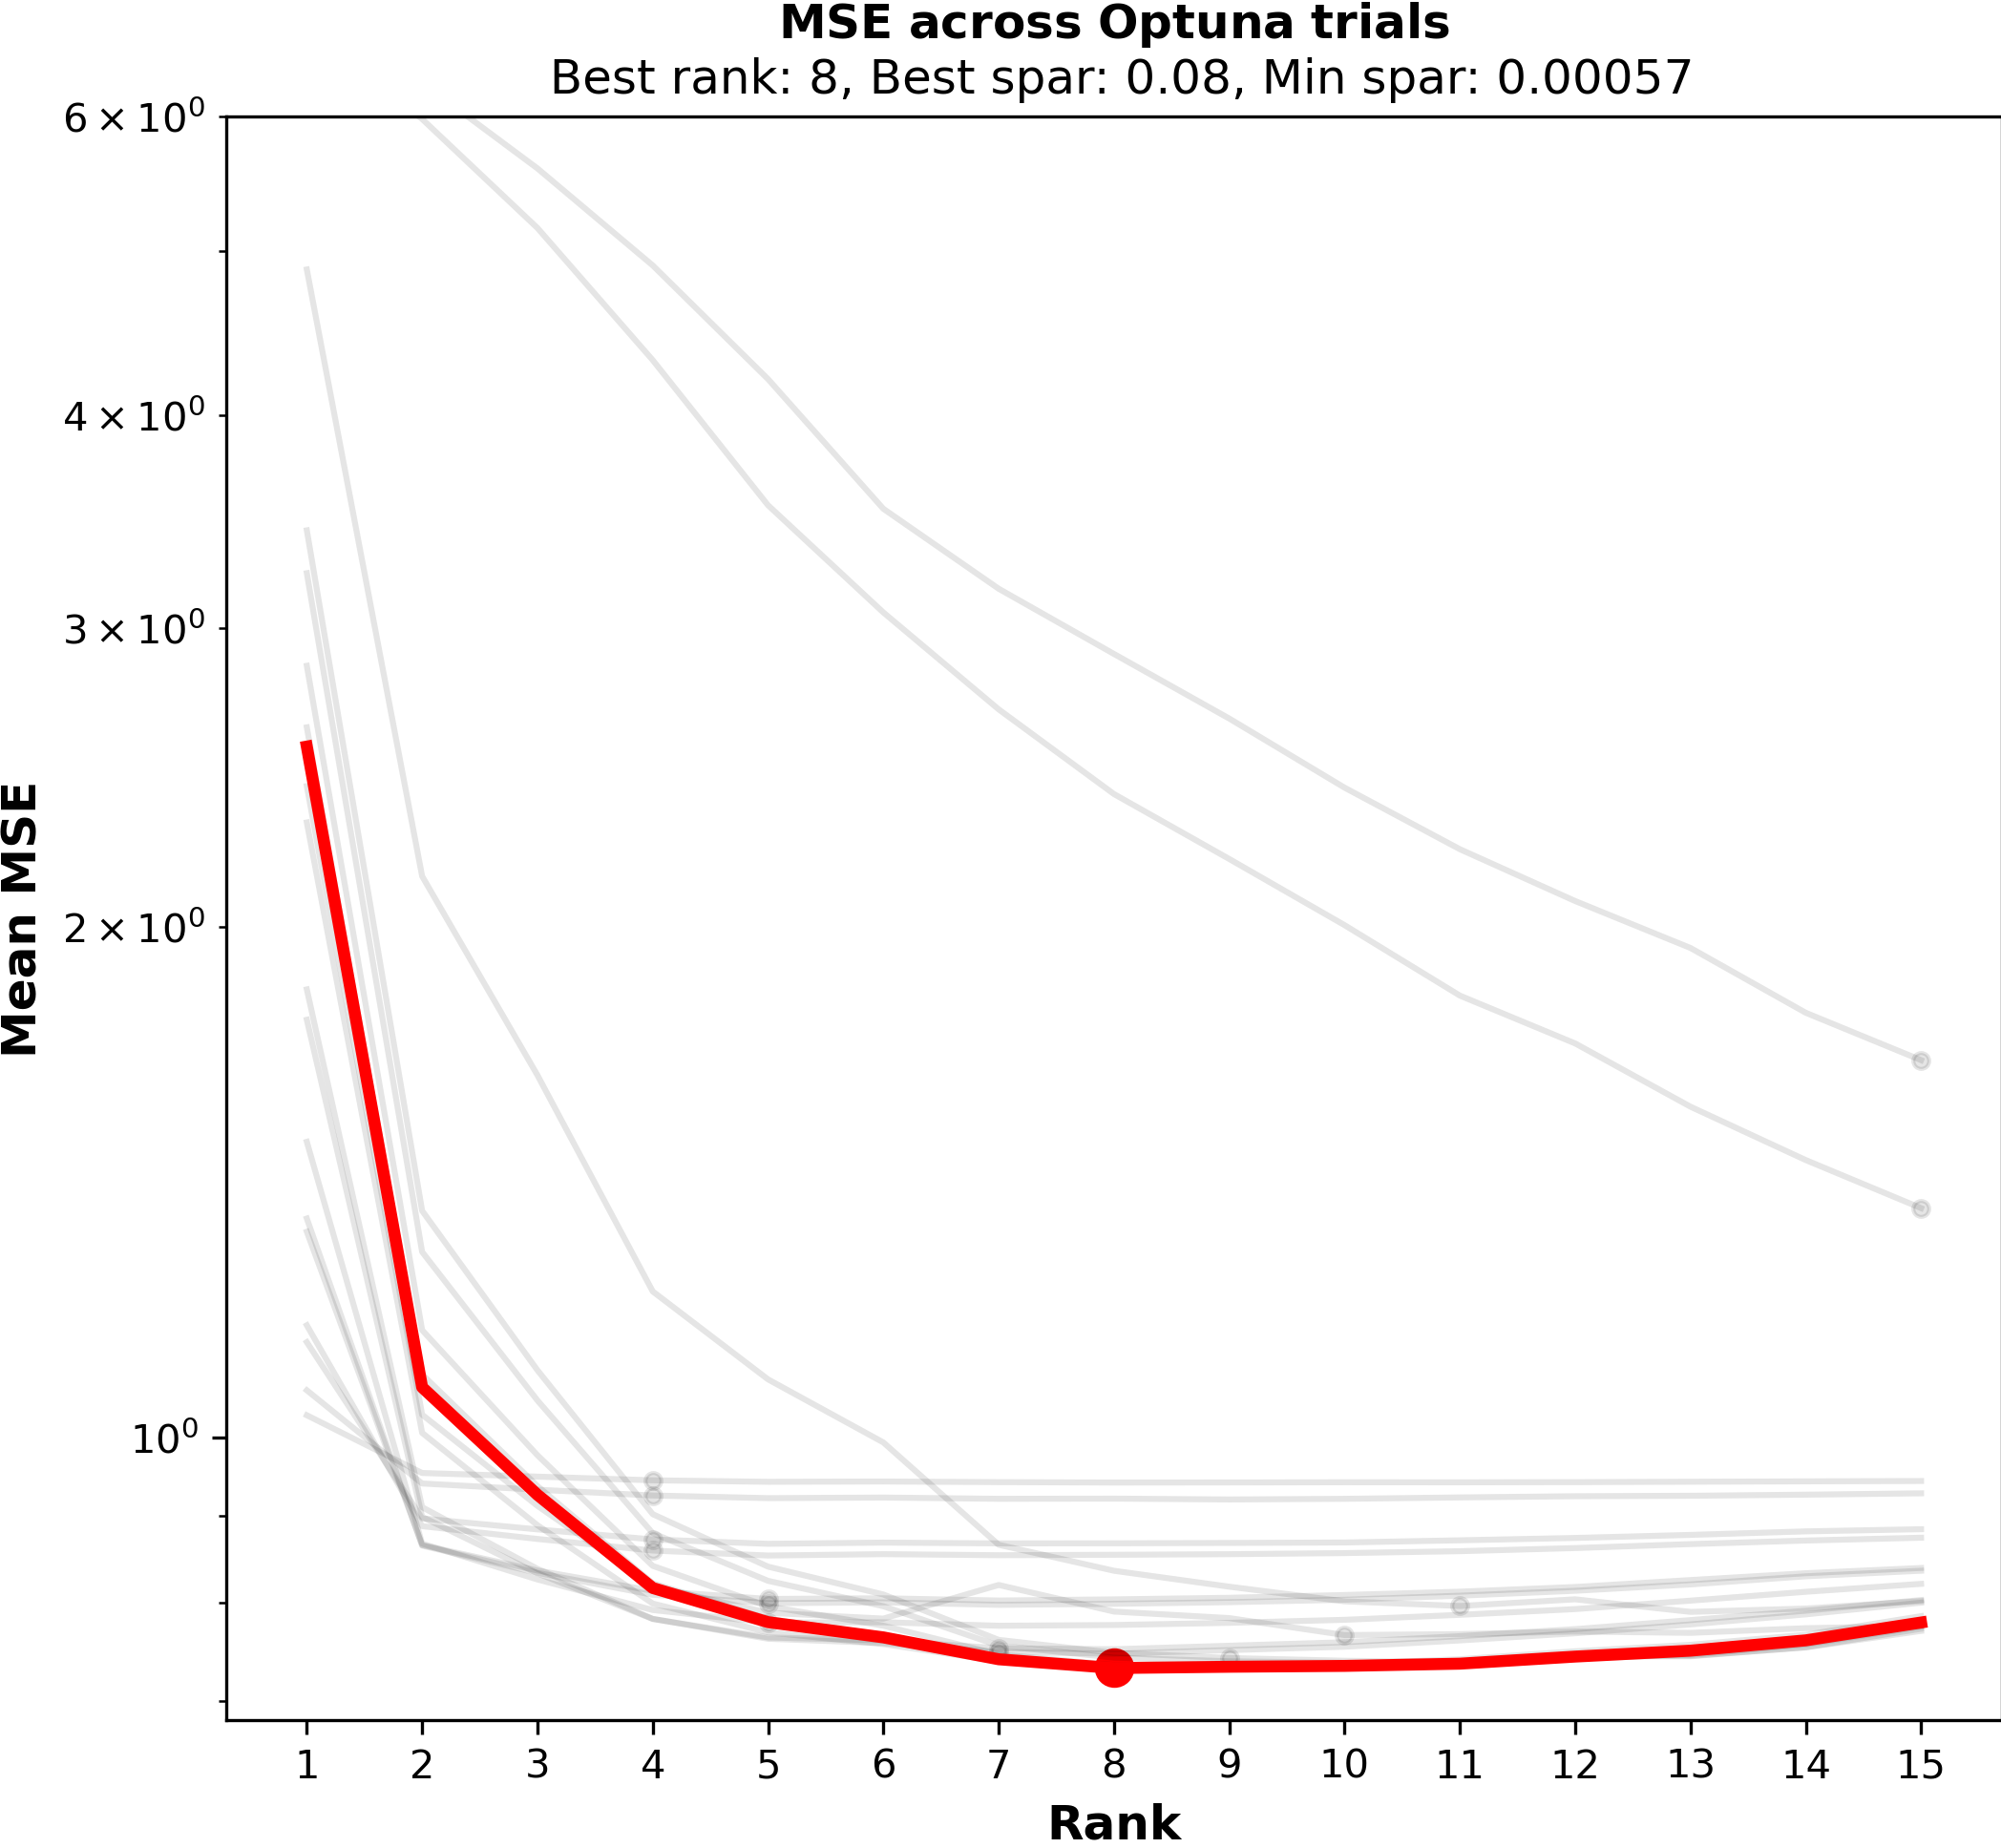 MSE across Optuna trials
Best rank: 8, Best spar: 0.08, Min spar: 0.00057
6 × 10⁰
4 × 10⁰
3 × 10⁰
2 × 10⁰
10⁰
Mean MSE
1 2 3 4 5 6 7 8 9 10 11 12 13 14 15
Rank